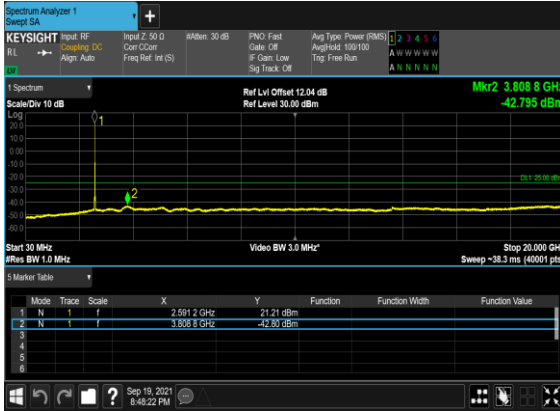 Spectrum Analyzer 1
Swept SA
+
KEYSIGHT Input: RF Input Z: 50 Ω #Atten: 30 dB PNO: Fast Avg Type: Power (RMS) 1 2 3 4 5 6
RL Coupling: DC Corr CCorr Gate: Off Avg|Hold: 100/100 A W W W W W
Align: Auto Freq Ref: Int (S) IF Gain: Low Trig: Free Run
Sig Track: Off A N N N N N
1 Spectrum Ref Lvl Offset 12.04 dB Mkr2 3.808 8 GHz
Scale/Div 10 dB Ref Level 30.00 dBm -42.795 dBm
Log
20.0
10.0
0.00
-10.0
-20.0
-30.0
-40.0
-50.0
-60.0
1
2
DL1 -25.00 dBm
Start 30 MHz Video BW 3.0 MHz* Stop 20.000 GH
#Res BW 1.0 MHz Sweep ~38.3 ms (40001 pts
5 Marker Table
Mode Trace Scale X Y Function Function Width Function Value
1 N 1 f 2.591 2 GHz 21.21 dBm
2 N 1 f 3.808 8 GHz -42.80 dBm
3
4
5
6
? Sep 19, 2021
8:48:22 PM